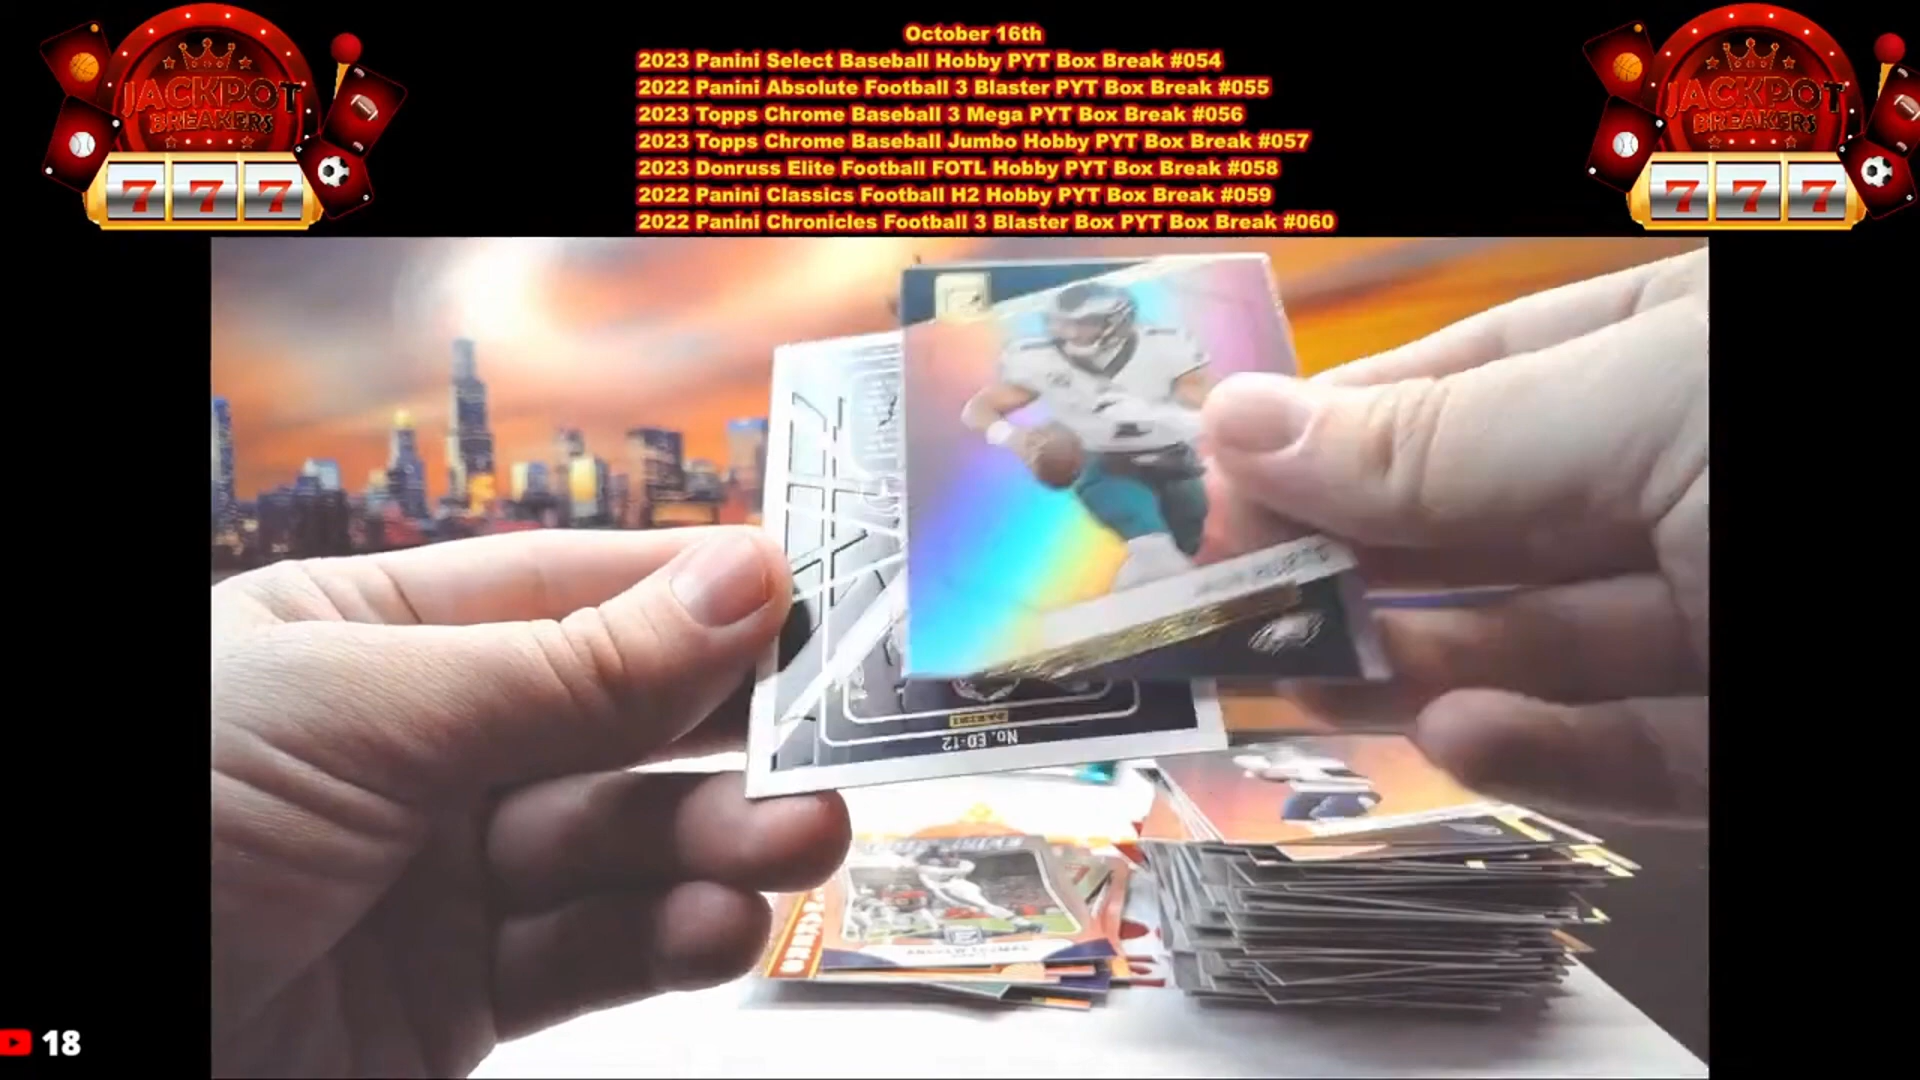 October 16th
2023 Panini Select Baseball Hobby PYT Box Break #054
2022 Panini Absolute Football 3 Blaster PYT Box Break #055
2023 Topps Chrome Baseball 3 Mega PYT Box Break #056
2023 Topps Chrome Baseball Jumbo Hobby PYT Box Break #057
2023 Donruss Elite Football FOTL Hobby PYT Box Break #058
2022 Panini Classics Football H2 Hobby PYT Box Break #059
2022 Panini Chronicles Football 3 Blaster Box PYT Box Break #060
JACKPOT
BREAKERS
777
JACKPOT
BREAKERS
777
No. ED-12
18